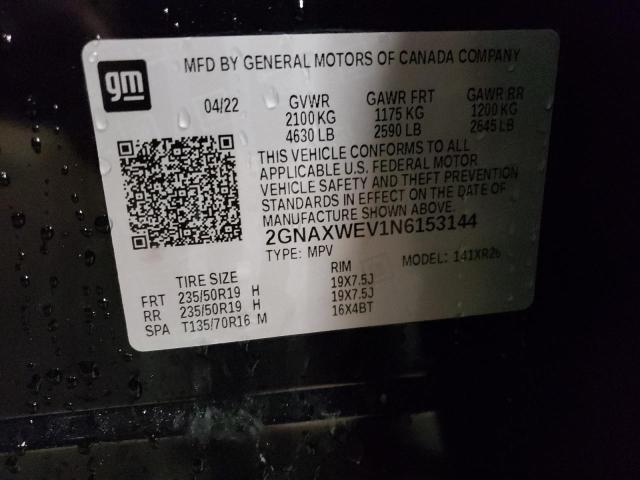 MFD BY GENERAL MOTORS OF CANADA COMPANY
gm
04/22 GVWR GAWR FRT GAWR RR
2100 KG 1175 KG 1200 KG
4630 LB 2590 LB 2645 LB
THIS VEHICLE CONFORMS TO ALL
APPLICABLE U.S. FEDERAL MOTOR
VEHICLE SAFETY AND THEFT PREVENTION
STANDARDS IN EFFECT ON THE DATE OF
MANUFACTURE SHOWN ABOVE.
2GNAXWEV1N6153144
TYPE: MPV MODEL: 141XR26
TIRE SIZE RIM
FRT 235/50R19 H 19X7.5J
RR 235/50R19 H 19X7.5J
SPA T135/70R16 M 16X4BT